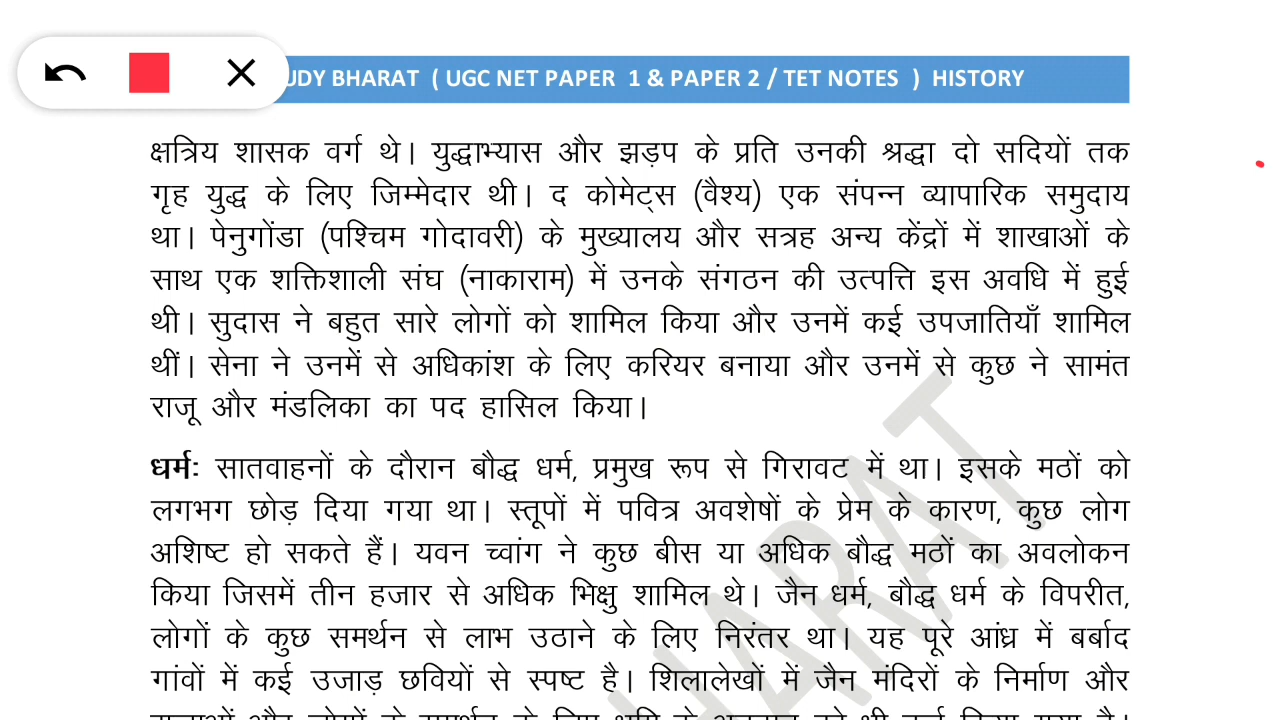 UDY BHARAT ( UGC NET PAPER 1 & PAPER 2 / TET NOTES ) HISTORY
क्षत्रिय शासक वर्ग थे। युद्धाभ्यास और झड़प के प्रति उनकी श्रद्धा दो सदियों तक
गृह युद्ध के लिए जिम्मेदार थी। द कोमेट्स (वैश्य) एक संपन्न व्यापारिक समुदाय
था। पेनुगोंडा (पश्चिम गोदावरी) के मुख्यालय और सत्रह अन्य केंद्रों में शाखाओं के
साथ एक शक्तिशाली संघ (नाकाराम) में उनके संगठन की उत्पत्ति इस अवधि में हुई
थी। सुदास ने बहुत सारे लोगों को शामिल किया और उनमें कई उपजातियाँ शामिल
थीं। सेना ने उनमें से अधिकांश के लिए करियर बनाया और उनमें से कुछ ने सामंत
राजू और मंडलिका का पद हासिल किया।
धर्म: सातवाहनों के दौरान बौद्ध धर्म, प्रमुख रूप से गिरावट में था। इसके मठों को
लगभग छोड़ दिया गया था। स्तूपों में पवित्र अवशेषों के प्रेम के कारण, कुछ लोग
अशिष्ट हो सकते हैं। यवन च्वांग ने कुछ बीस या अधिक बौद्ध मठों का अवलोकन
किया जिसमें तीन हजार से अधिक भिक्षु शामिल थे। जैन धर्म, बौद्ध धर्म के विपरीत,
लोगों के कुछ समर्थन से लाभ उठाने के लिए निरंतर था। यह पूरे आंध्र में बर्बाद
गांवों में कई उजाड़ छवियों से स्पष्ट है। शिलालेखों में जैन मंदिरों के निर्माण और
HARAT